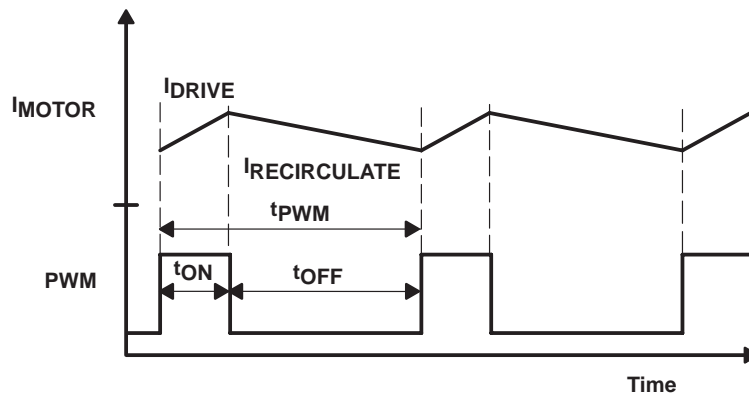 IDRIVE
IMOTOR
IRECIRCULATE
tPWM
tON
tOFF
PWM
Time